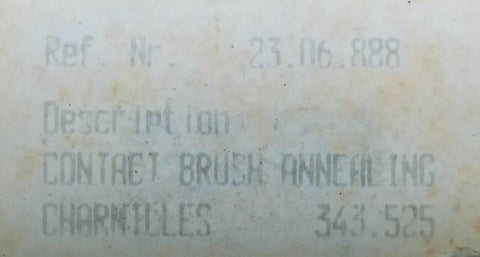 Ref. Nr. 23.06.888
Description
CONTACT BRUSH ANNEALING
CHARMILLES 343.525